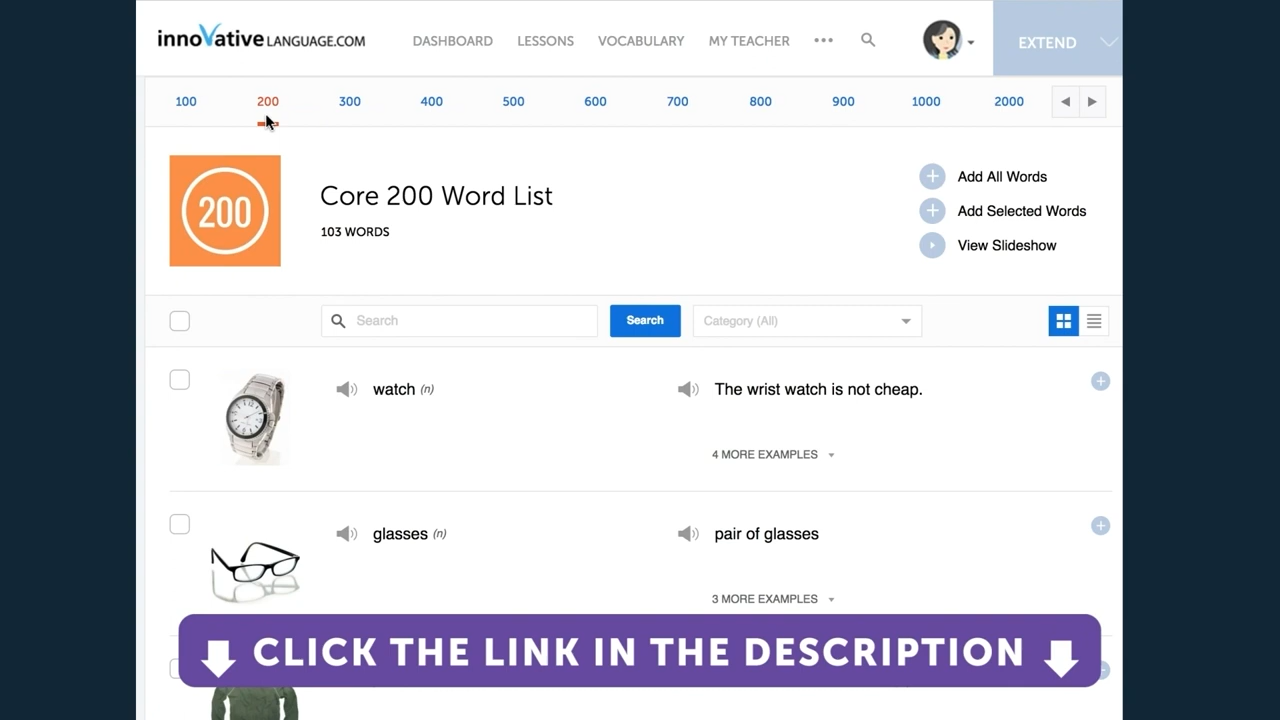 innoVative LANGUAGE.COM DASHBOARD LESSONS VOCABULARY MY TEACHER ••• EXTEND
100 200 300 400 500 600 700 800 900 1000 2000
200
Core 200 Word List
103 WORDS
Add All Words
Add Selected Words
View Slideshow
Search Search Category (All)
watch (n) The wrist watch is not cheap.
4 MORE EXAMPLES
glasses (n) pair of glasses
3 MORE EXAMPLES
CLICK THE LINK IN THE DESCRIPTION